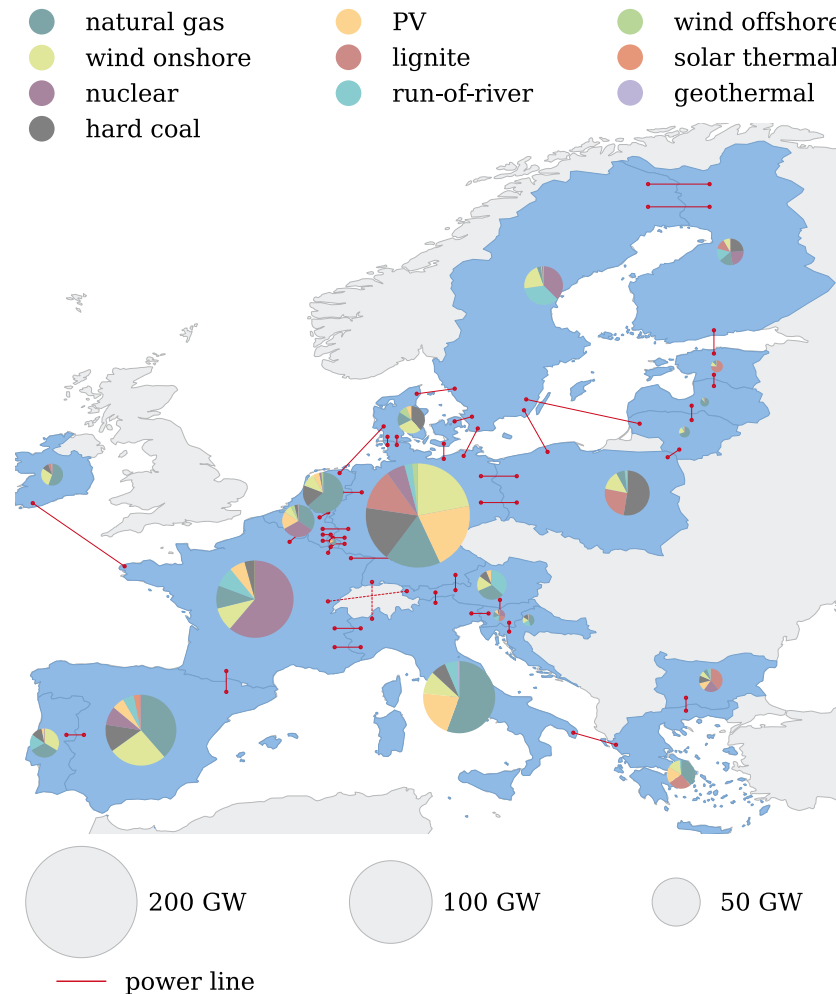 natural gas
PV
wind offshore
wind onshore
lignite
solar thermal
nuclear
run-of-river
geothermal
hard coal
200 GW
100 GW
50 GW
power line